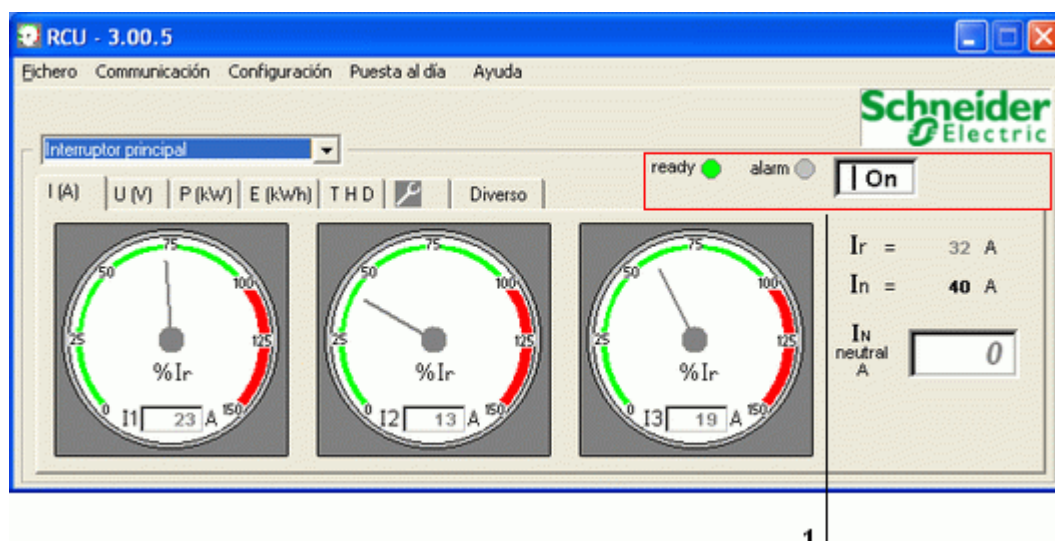 RCU - 3.00.5
Fichero Communicación Configuración Puesta al día Ayuda
Schneider
Electric
Interruptor principal
ready alarm On
I (A) U (V) P (kW) E (kWh) T H D Diverso
0 25 50 75 100 125 150
%Ir
I1 23 A
0 25 50 75 100 125 150
%Ir
I2 13 A
0 25 50 75 100 125 150
%Ir
I3 19 A
Ir = 32 A
In = 40 A
IN
neutral
A
0
1